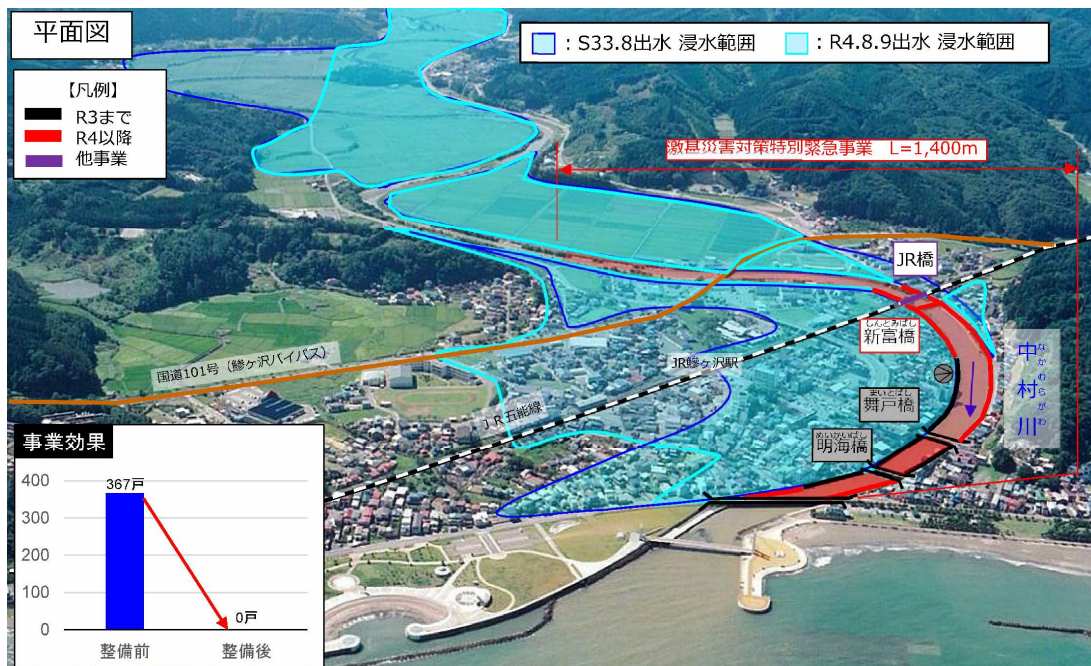 平面図
：S33.8出水 浸水範囲
：R4.8.9出水 浸水範囲
【凡例】
R3まで
R4以降
他事業
激甚災害対策特別緊急事業 L=1,400m
JR橋
しんとみばし
新富橋
国道101号（鰺ヶ沢バイパス）
JR鰺ヶ沢駅
JR五能線
まいとばし
舞戸橋
めいかいばし
明海橋
なかむらがわ
中村川
事業効果
400
300
200
100
0
367戸
0戸
整備前
整備後